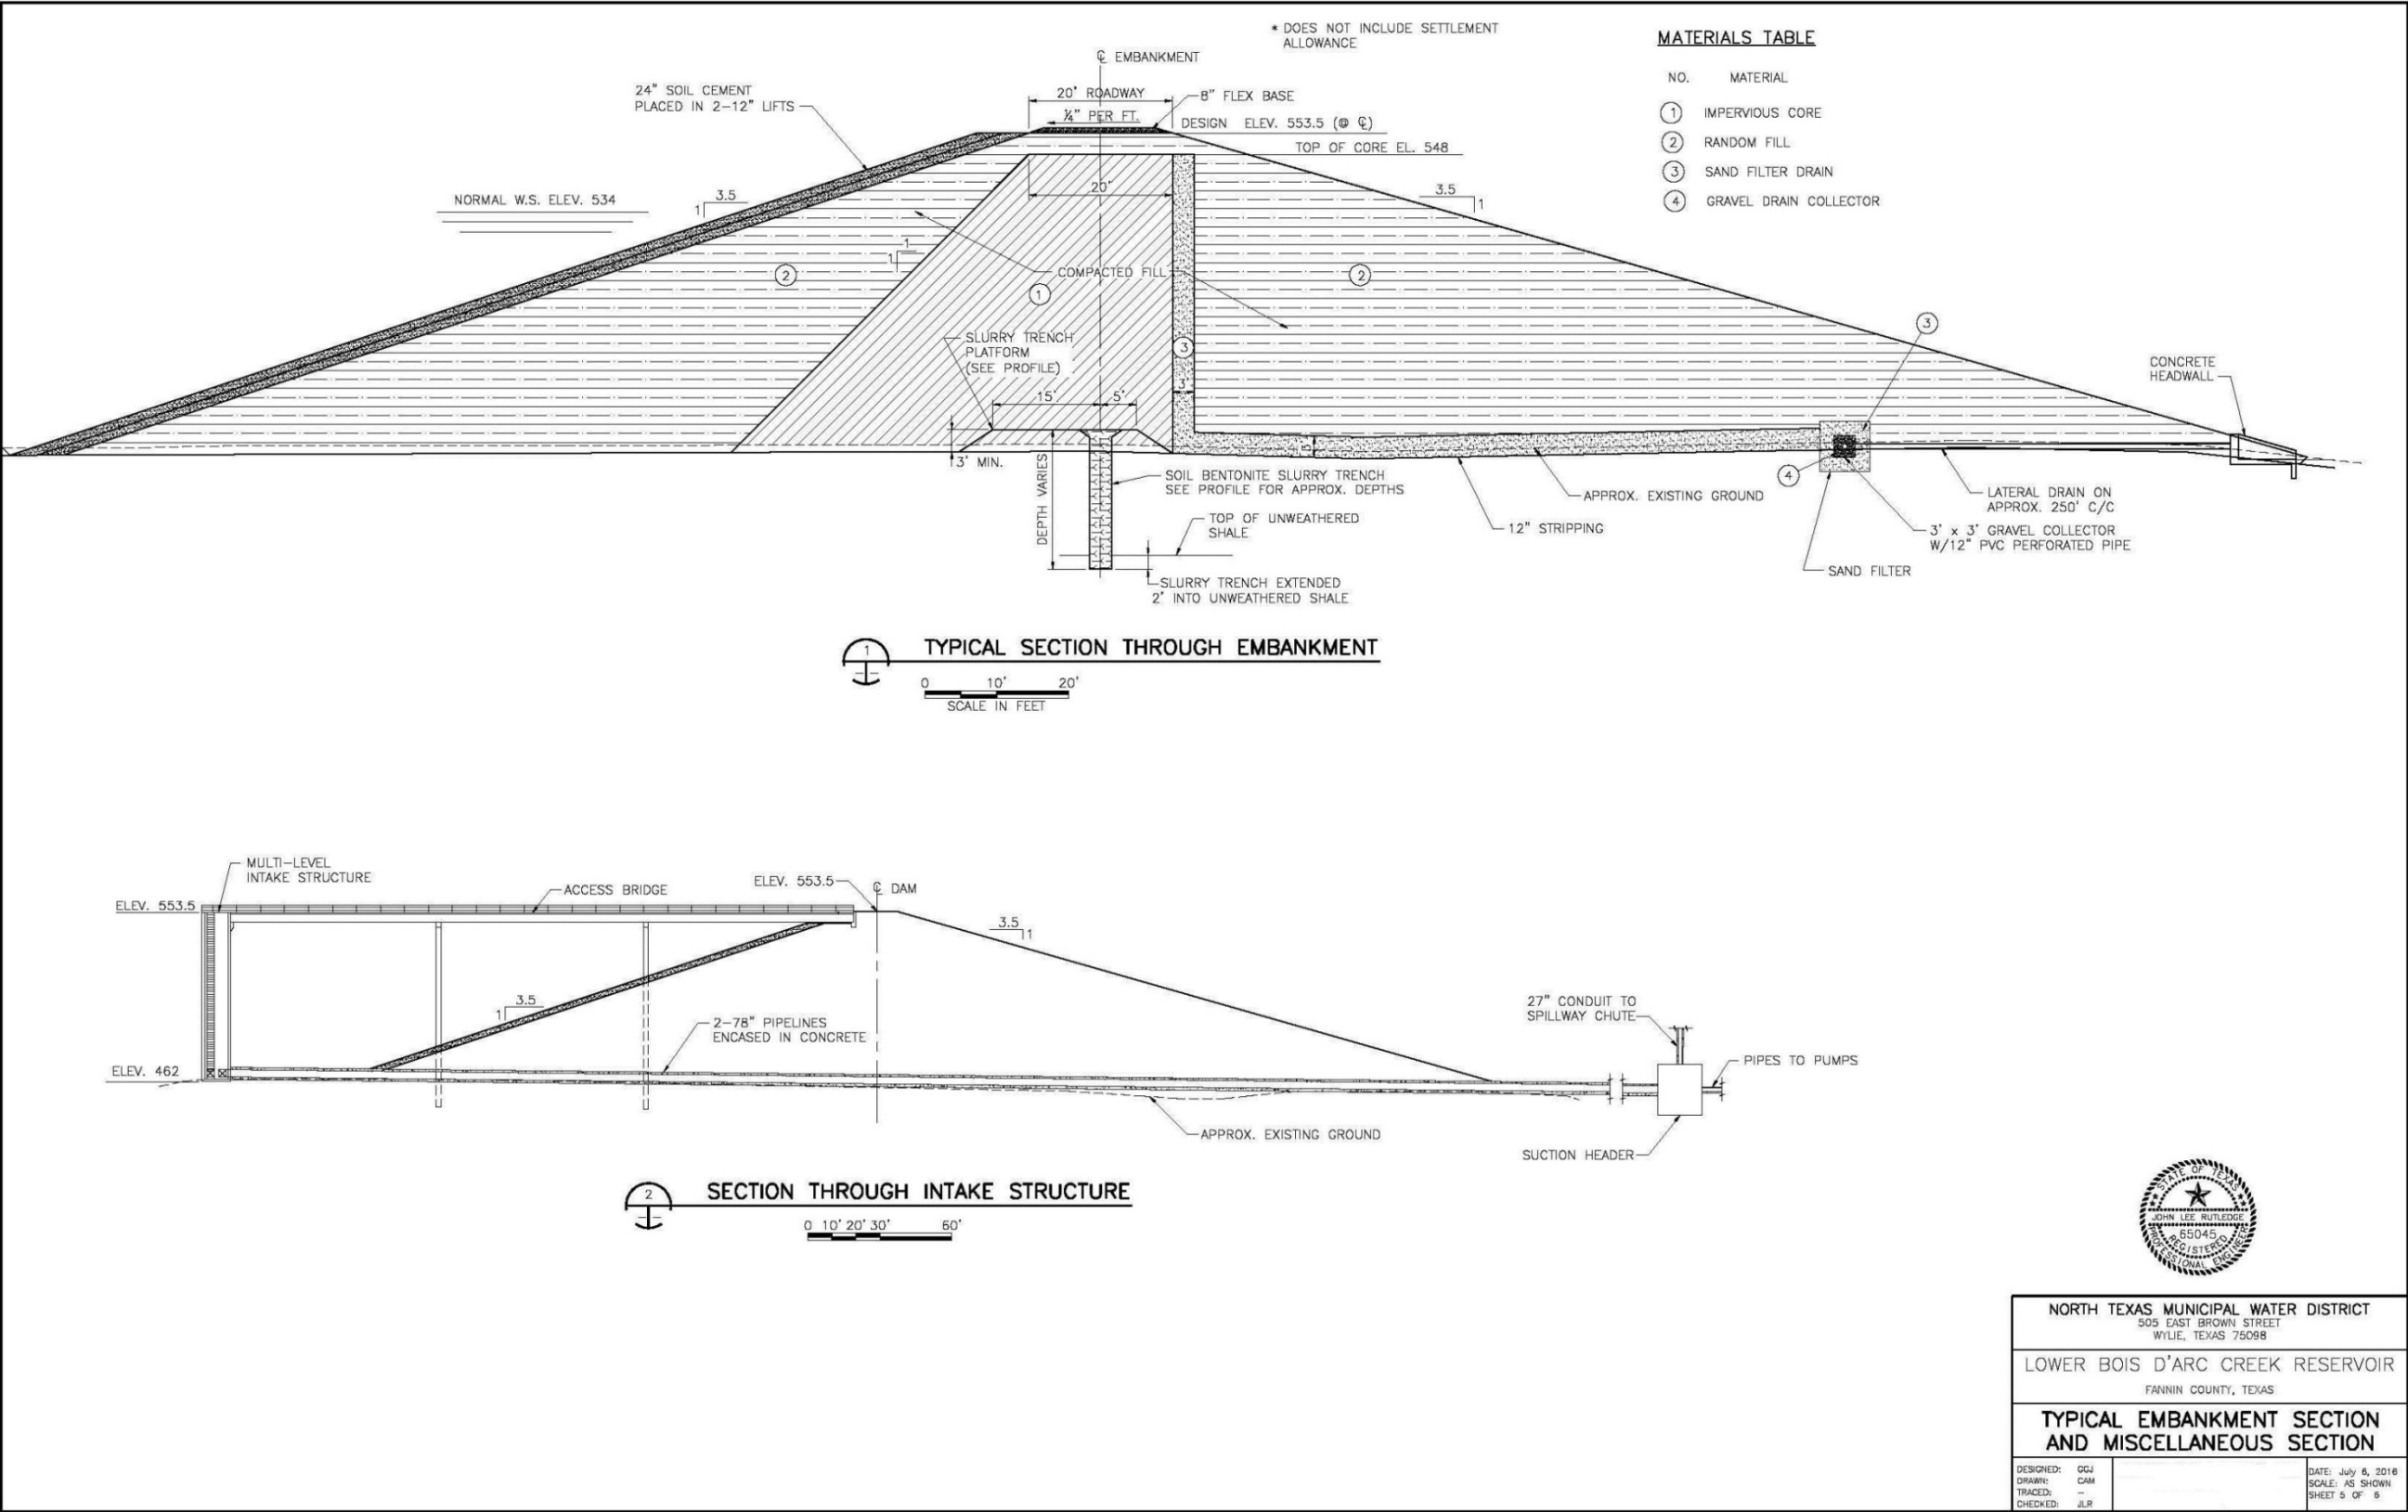 * DOES NOT INCLUDE SETTLEMENT
ALLOWANCE
MATERIALS TABLE
NO. MATERIAL
1 IMPERVIOUS CORE
2 RANDOM FILL
3 SAND FILTER DRAIN
4 GRAVEL DRAIN COLLECTOR
℄ EMBANKMENT
24" SOIL CEMENT
PLACED IN 2-12" LIFTS
20' ROADWAY
8" FLEX BASE
¼" PER FT.
DESIGN ELEV. 553.5 (@ ℄)
TOP OF CORE EL. 548
NORMAL W.S. ELEV. 534
3.5
1
20'
3.5
1
1
1
2
COMPACTED FILL
1
2
SLURRY TRENCH
PLATFORM
(SEE PROFILE)
3
3
3'
15'
5'
CONCRETE
HEADWALL
3' MIN.
DEPTH VARIES
SOIL BENTONITE SLURRY TRENCH
SEE PROFILE FOR APPROX. DEPTHS
4
APPROX. EXISTING GROUND
LATERAL DRAIN ON
APPROX. 250' C/C
TOP OF UNWEATHERED
SHALE
12" STRIPPING
3' x 3' GRAVEL COLLECTOR
W/12" PVC PERFORATED PIPE
SAND FILTER
SLURRY TRENCH EXTENDED
2' INTO UNWEATHERED SHALE
1
TYPICAL SECTION THROUGH EMBANKMENT
0 10' 20'
SCALE IN FEET
MULTI-LEVEL
INTAKE STRUCTURE
ACCESS BRIDGE
ELEV. 553.5
℄ DAM
ELEV. 553.5
3.5
1
3.5
1
2-78" PIPELINES
ENCASED IN CONCRETE
27" CONDUIT TO
SPILLWAY CHUTE
ELEV. 462
PIPES TO PUMPS
APPROX. EXISTING GROUND
SUCTION HEADER
2
SECTION THROUGH INTAKE STRUCTURE
0 10' 20' 30' 60'
STATE OF TEXAS
JOHN LEE RUTLEDGE
65045
REGISTERED
PROFESSIONAL ENGINEER
NORTH TEXAS MUNICIPAL WATER DISTRICT
505 EAST BROWN STREET
WYLIE, TEXAS 75098
LOWER BOIS D'ARC CREEK RESERVOIR
FANNIN COUNTY, TEXAS
TYPICAL EMBANKMENT SECTION
AND MISCELLANEOUS SECTION
DESIGNED: GGJ
DRAWN: CAM
TRACED: –
CHECKED: JLR
DATE: July 6, 2016
SCALE: AS SHOWN
SHEET 5 OF 6